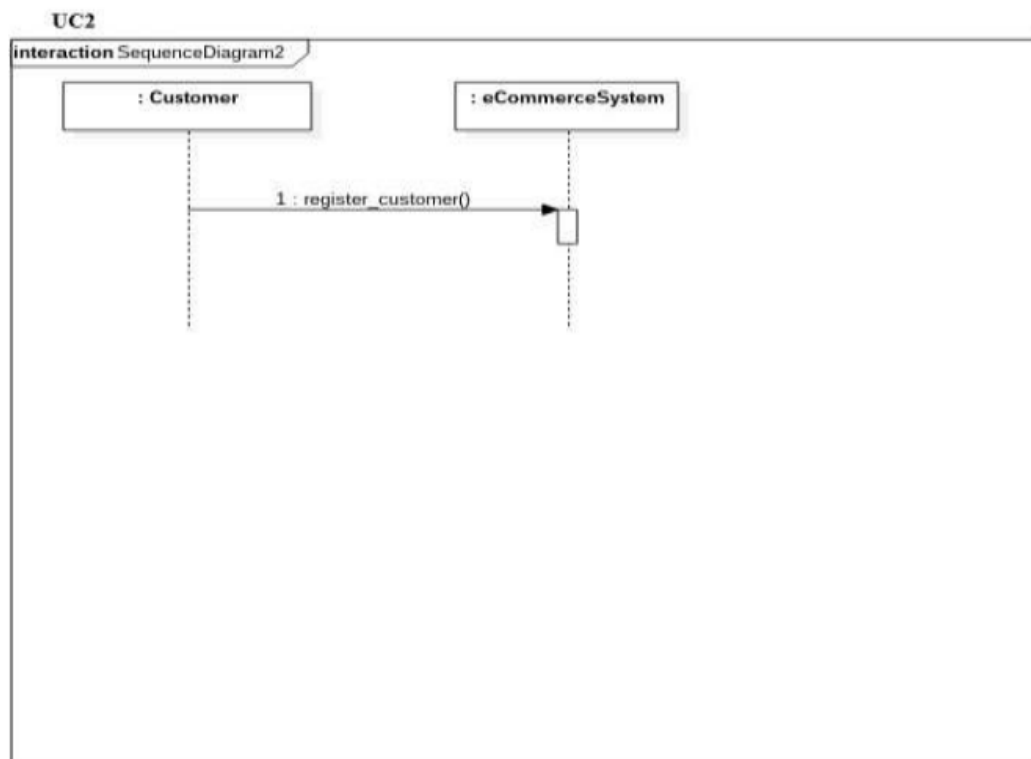 UC2
interaction SequenceDiagram2
: Customer
: eCommerceSystem
1 : register_customer()